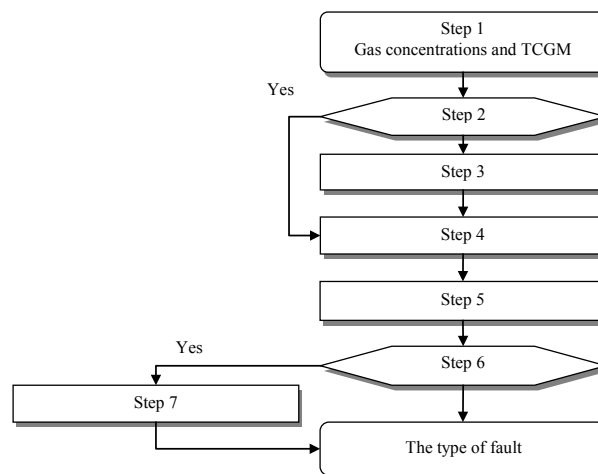 Step 1
Gas concentrations and TCGM
Yes
Step 2
Step 3
Step 4
Step 5
Yes
Step 6
Step 7
The type of fault